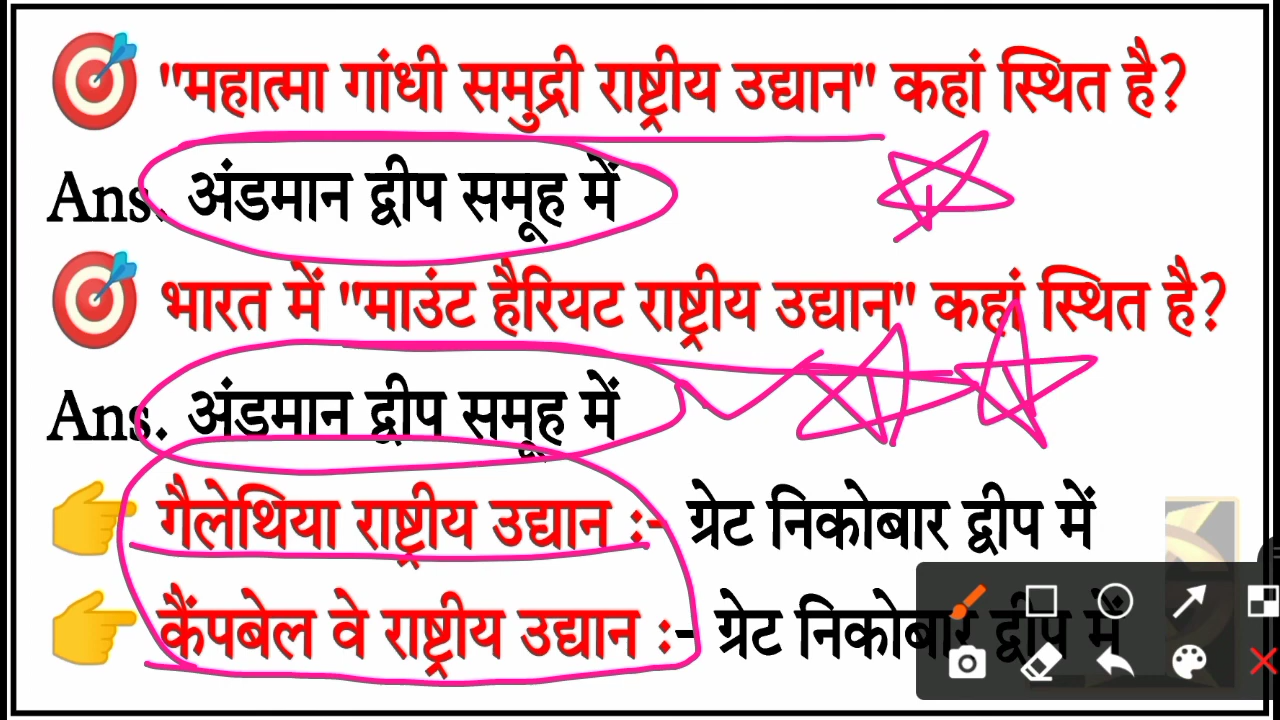 "महात्मा गांधी समुद्री राष्ट्रीय उद्यान" कहां स्थित है?
Ans. अंडमान द्वीप समूह में
भारत में "माउंट हैरियट राष्ट्रीय उद्यान" कहां स्थित है?
Ans. अंडमान द्वीप समूह में
गैलेथिया राष्ट्रीय उद्यान :- ग्रेट निकोबार द्वीप में
कैंपबेल वे राष्ट्रीय उद्यान :- ग्रेट निकोबार द्वीप में